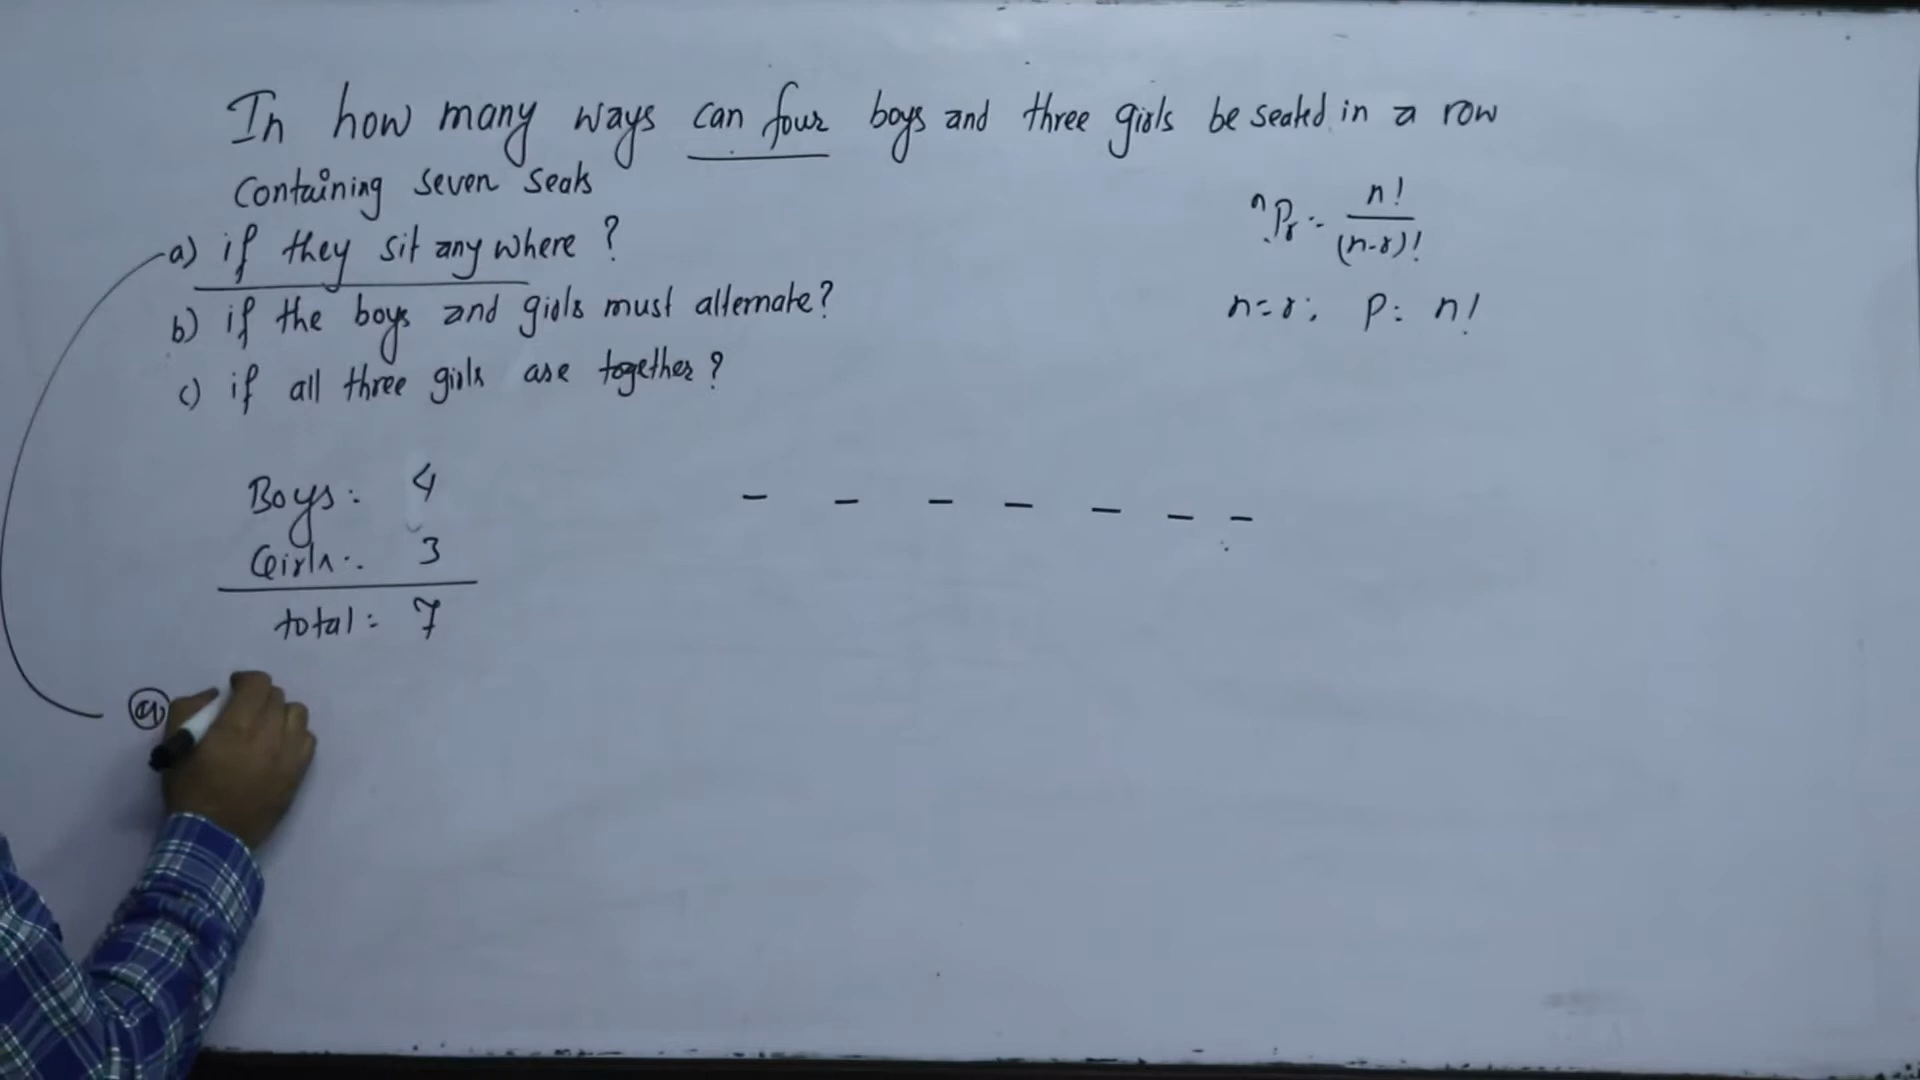 In how many ways can four boys and three girls be seated in a row
Containing seven seats
a) if they sit any where ?
b) if the boys and girls must alternate?
c) if all three girls are together ?
nPr = n! / (n-r)!
n=r; P= n!
Boys: 4
Girls: 3
total: 7
_ _ _ _ _ _ _
(a)